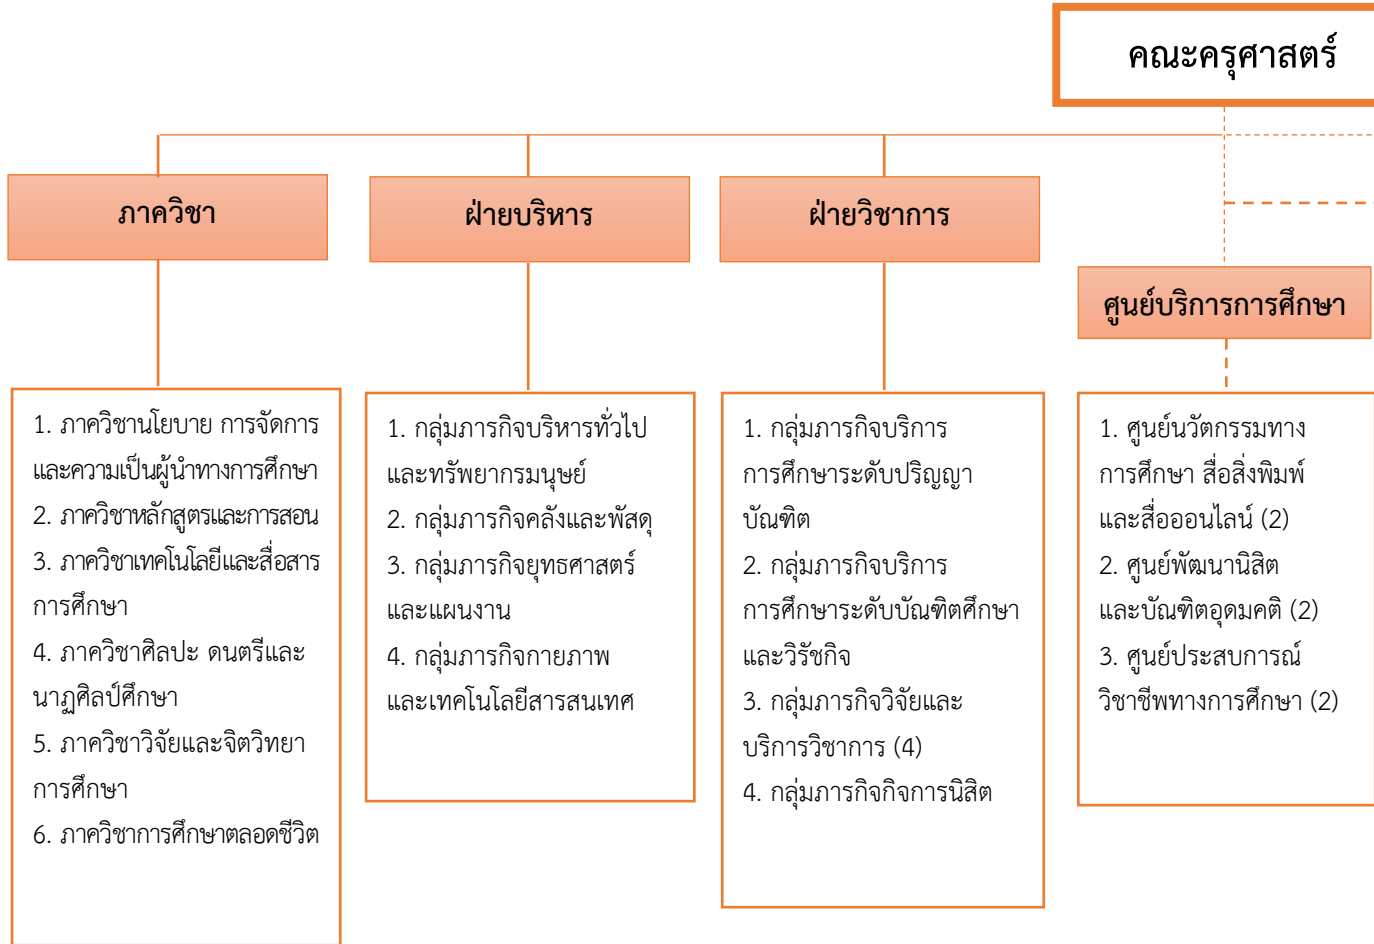 คณะครุศาสตร์
ภาควิชา
ฝ่ายบริหาร
ฝ่ายวิชาการ
ศูนย์บริการการศึกษา
1. ภาควิชานโยบาย การจัดการ
และความเป็นผู้นำทางการศึกษา
2. ภาควิชาหลักสูตรและการสอน
3. ภาควิชาเทคโนโลยีและสื่อสาร
การศึกษา
4. ภาควิชาศิลปะ ดนตรีและ
นาฏศิลป์ศึกษา
5. ภาควิชาวิจัยและจิตวิทยา
การศึกษา
6. ภาควิชาการศึกษาตลอดชีวิต
1. กลุ่มภารกิจบริหารทั่วไป
และทรัพยากรมนุษย์
2. กลุ่มภารกิจคลังและพัสดุ
3. กลุ่มภารกิจยุทธศาสตร์
และแผนงาน
4. กลุ่มภารกิจกายภาพ
และเทคโนโลยีสารสนเทศ
1. กลุ่มภารกิจบริการ
การศึกษาระดับปริญญา
บัณฑิต
2. กลุ่มภารกิจบริการ
การศึกษาระดับบัณฑิตศึกษา
และวิรัชกิจ
3. กลุ่มภารกิจวิจัยและ
บริการวิชาการ (4)
4. กลุ่มภารกิจกิจการนิสิต
1. ศูนย์นวัตกรรมทาง
การศึกษา สื่อสิ่งพิมพ์
และสื่อออนไลน์ (2)
2. ศูนย์พัฒนานิสิต
และบัณฑิตอุดมคติ (2)
3. ศูนย์ประสบการณ์
วิชาชีพทางการศึกษา (2)